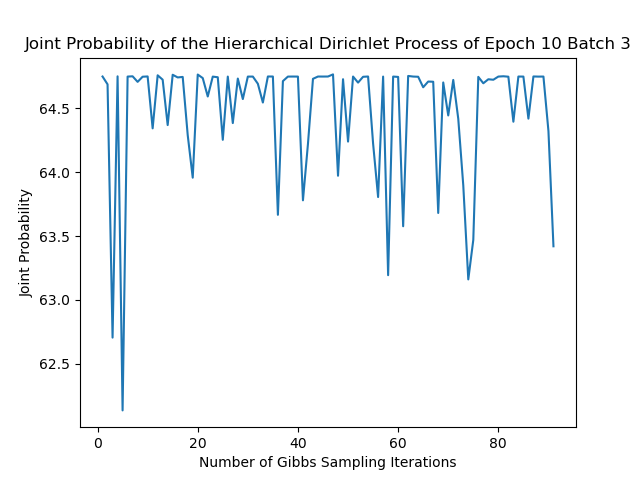 Joint Probability of the Hierarchical Dirichlet Process of Epoch 10 Batch 3
64.5
64.0
63.5
63.0
62.5
Joint Probability
0 20 40 60 80
Number of Gibbs Sampling Iterations